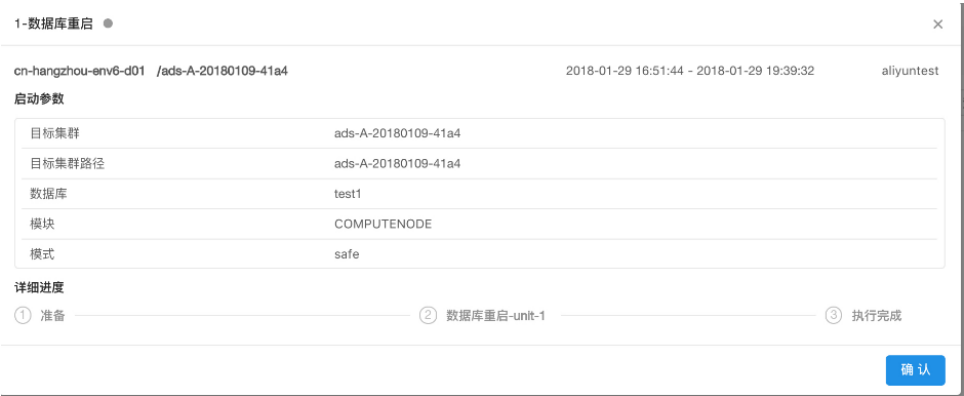 1-数据库重启
cn-hangzhou-env6-d01 /ads-A-20180109-41a4 2018-01-29 16:51:44 - 2018-01-29 19:39:32 aliyuntest
启动参数
目标集群 ads-A-20180109-41a4
目标集群路径 ads-A-20180109-41a4
数据库 test1
模块 COMPUTENODE
模式 safe
详细进度
1 准备 2 数据库重启-unit-1 3 执行完成
确认